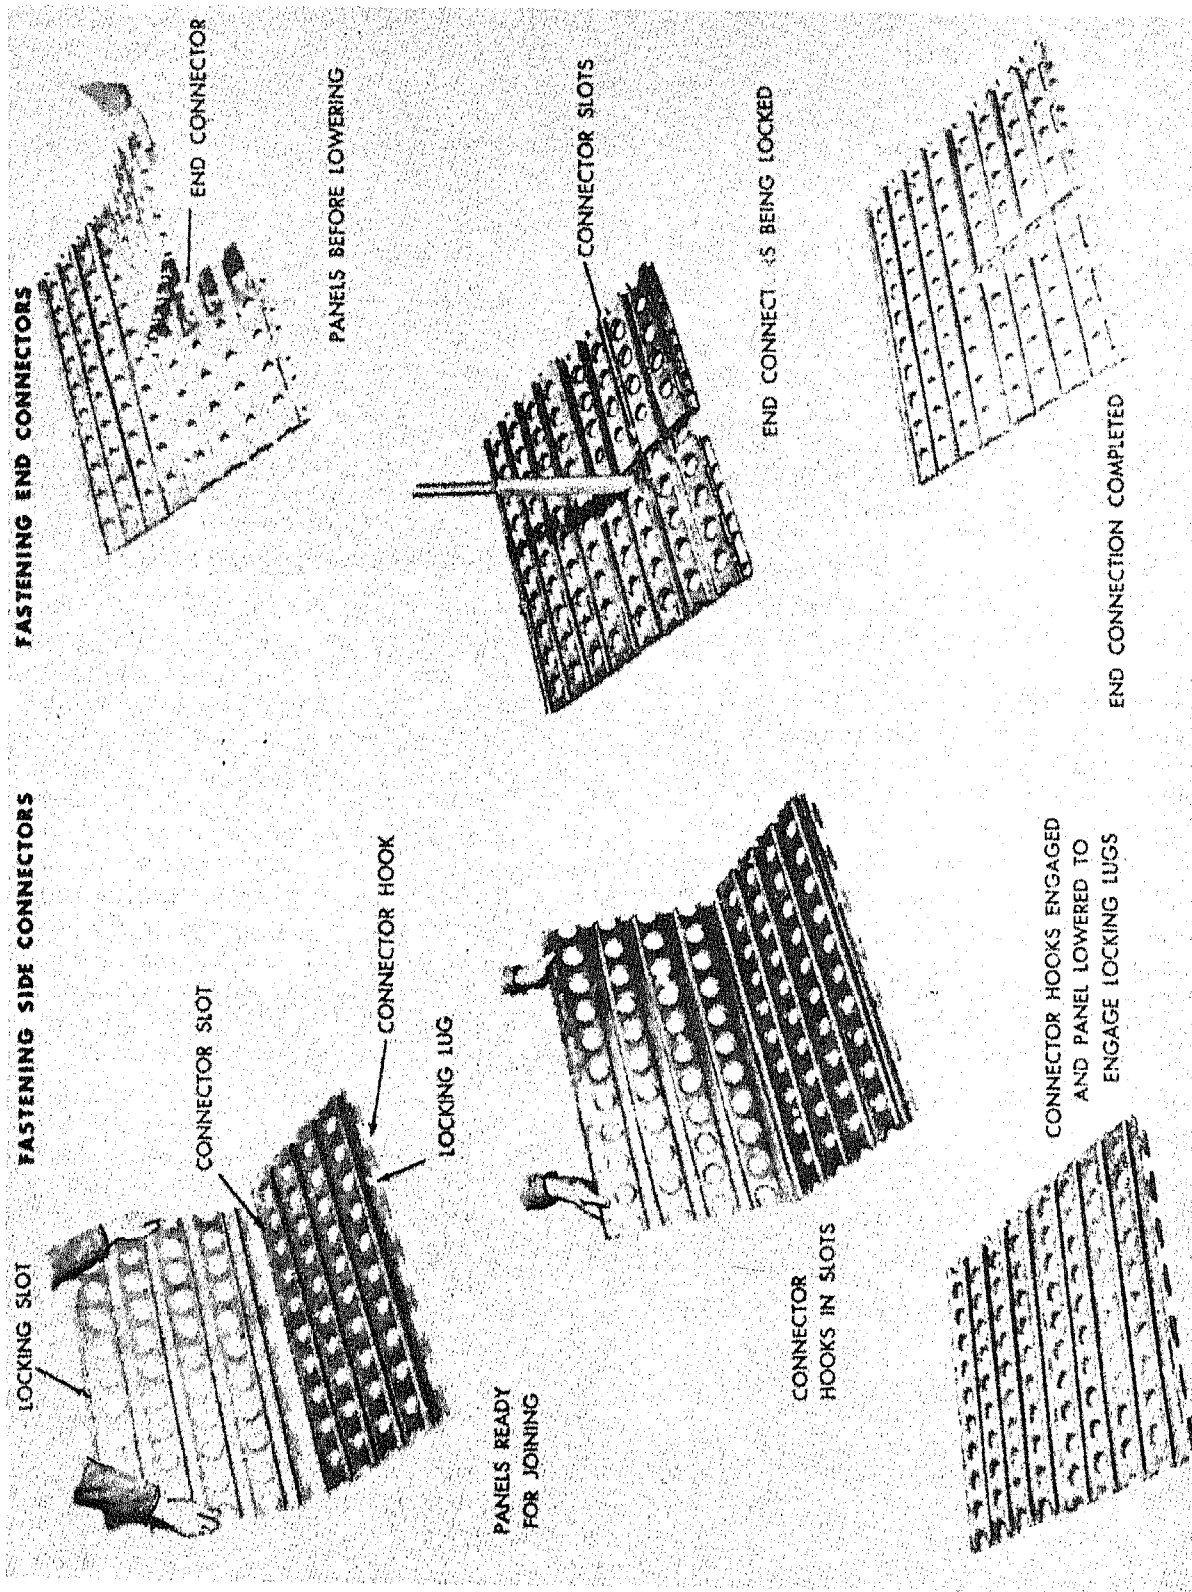 FASTENING SIDE CONNECTORS
LOCKING SLOT
CONNECTOR SLOT
CONNECTOR HOOK
LOCKING LUG
PANELS READY
FOR JOINING
CONNECTOR
HOOKS IN SLOTS
CONNECTOR HOOKS ENGAGED
AND PANEL LOWERED TO
ENGAGE LOCKING LUGS
FASTENING END CONNECTORS
END CONNECTOR
PANELS BEFORE LOWERING
CONNECTOR SLOTS
END BEING LOCKED
END CONNECTION COMPLETED